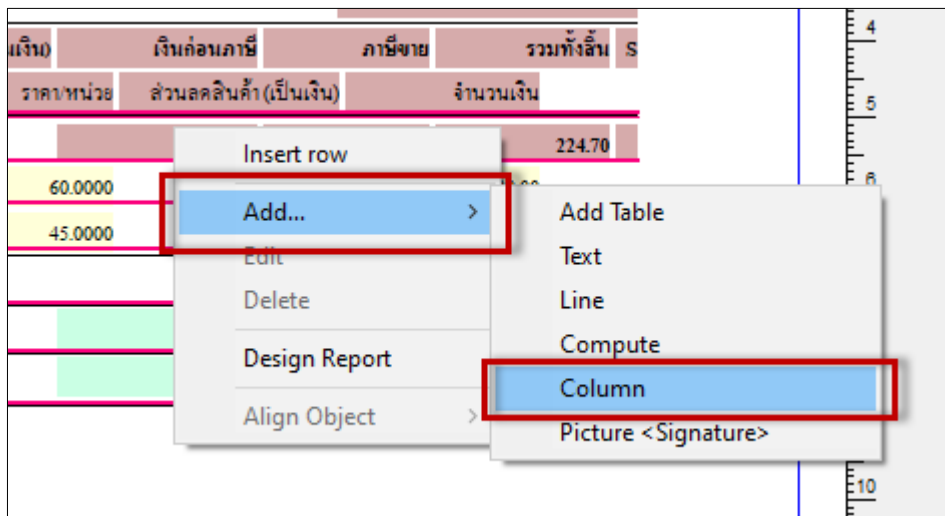 เงินก่อนภาษี ภาษีขาย รวมทั้งสิ้น S
ราคา/หน่วย ส่วนลดสินค้า(เป็นเงิน) จำนวนเงิน
224.70
60.0000
45.0000
Insert row
Add... >
Edit
Delete
Design Report
Align Object >
Add Table
Text
Line
Compute
Column
Picture <Signature>
4
5
6
10